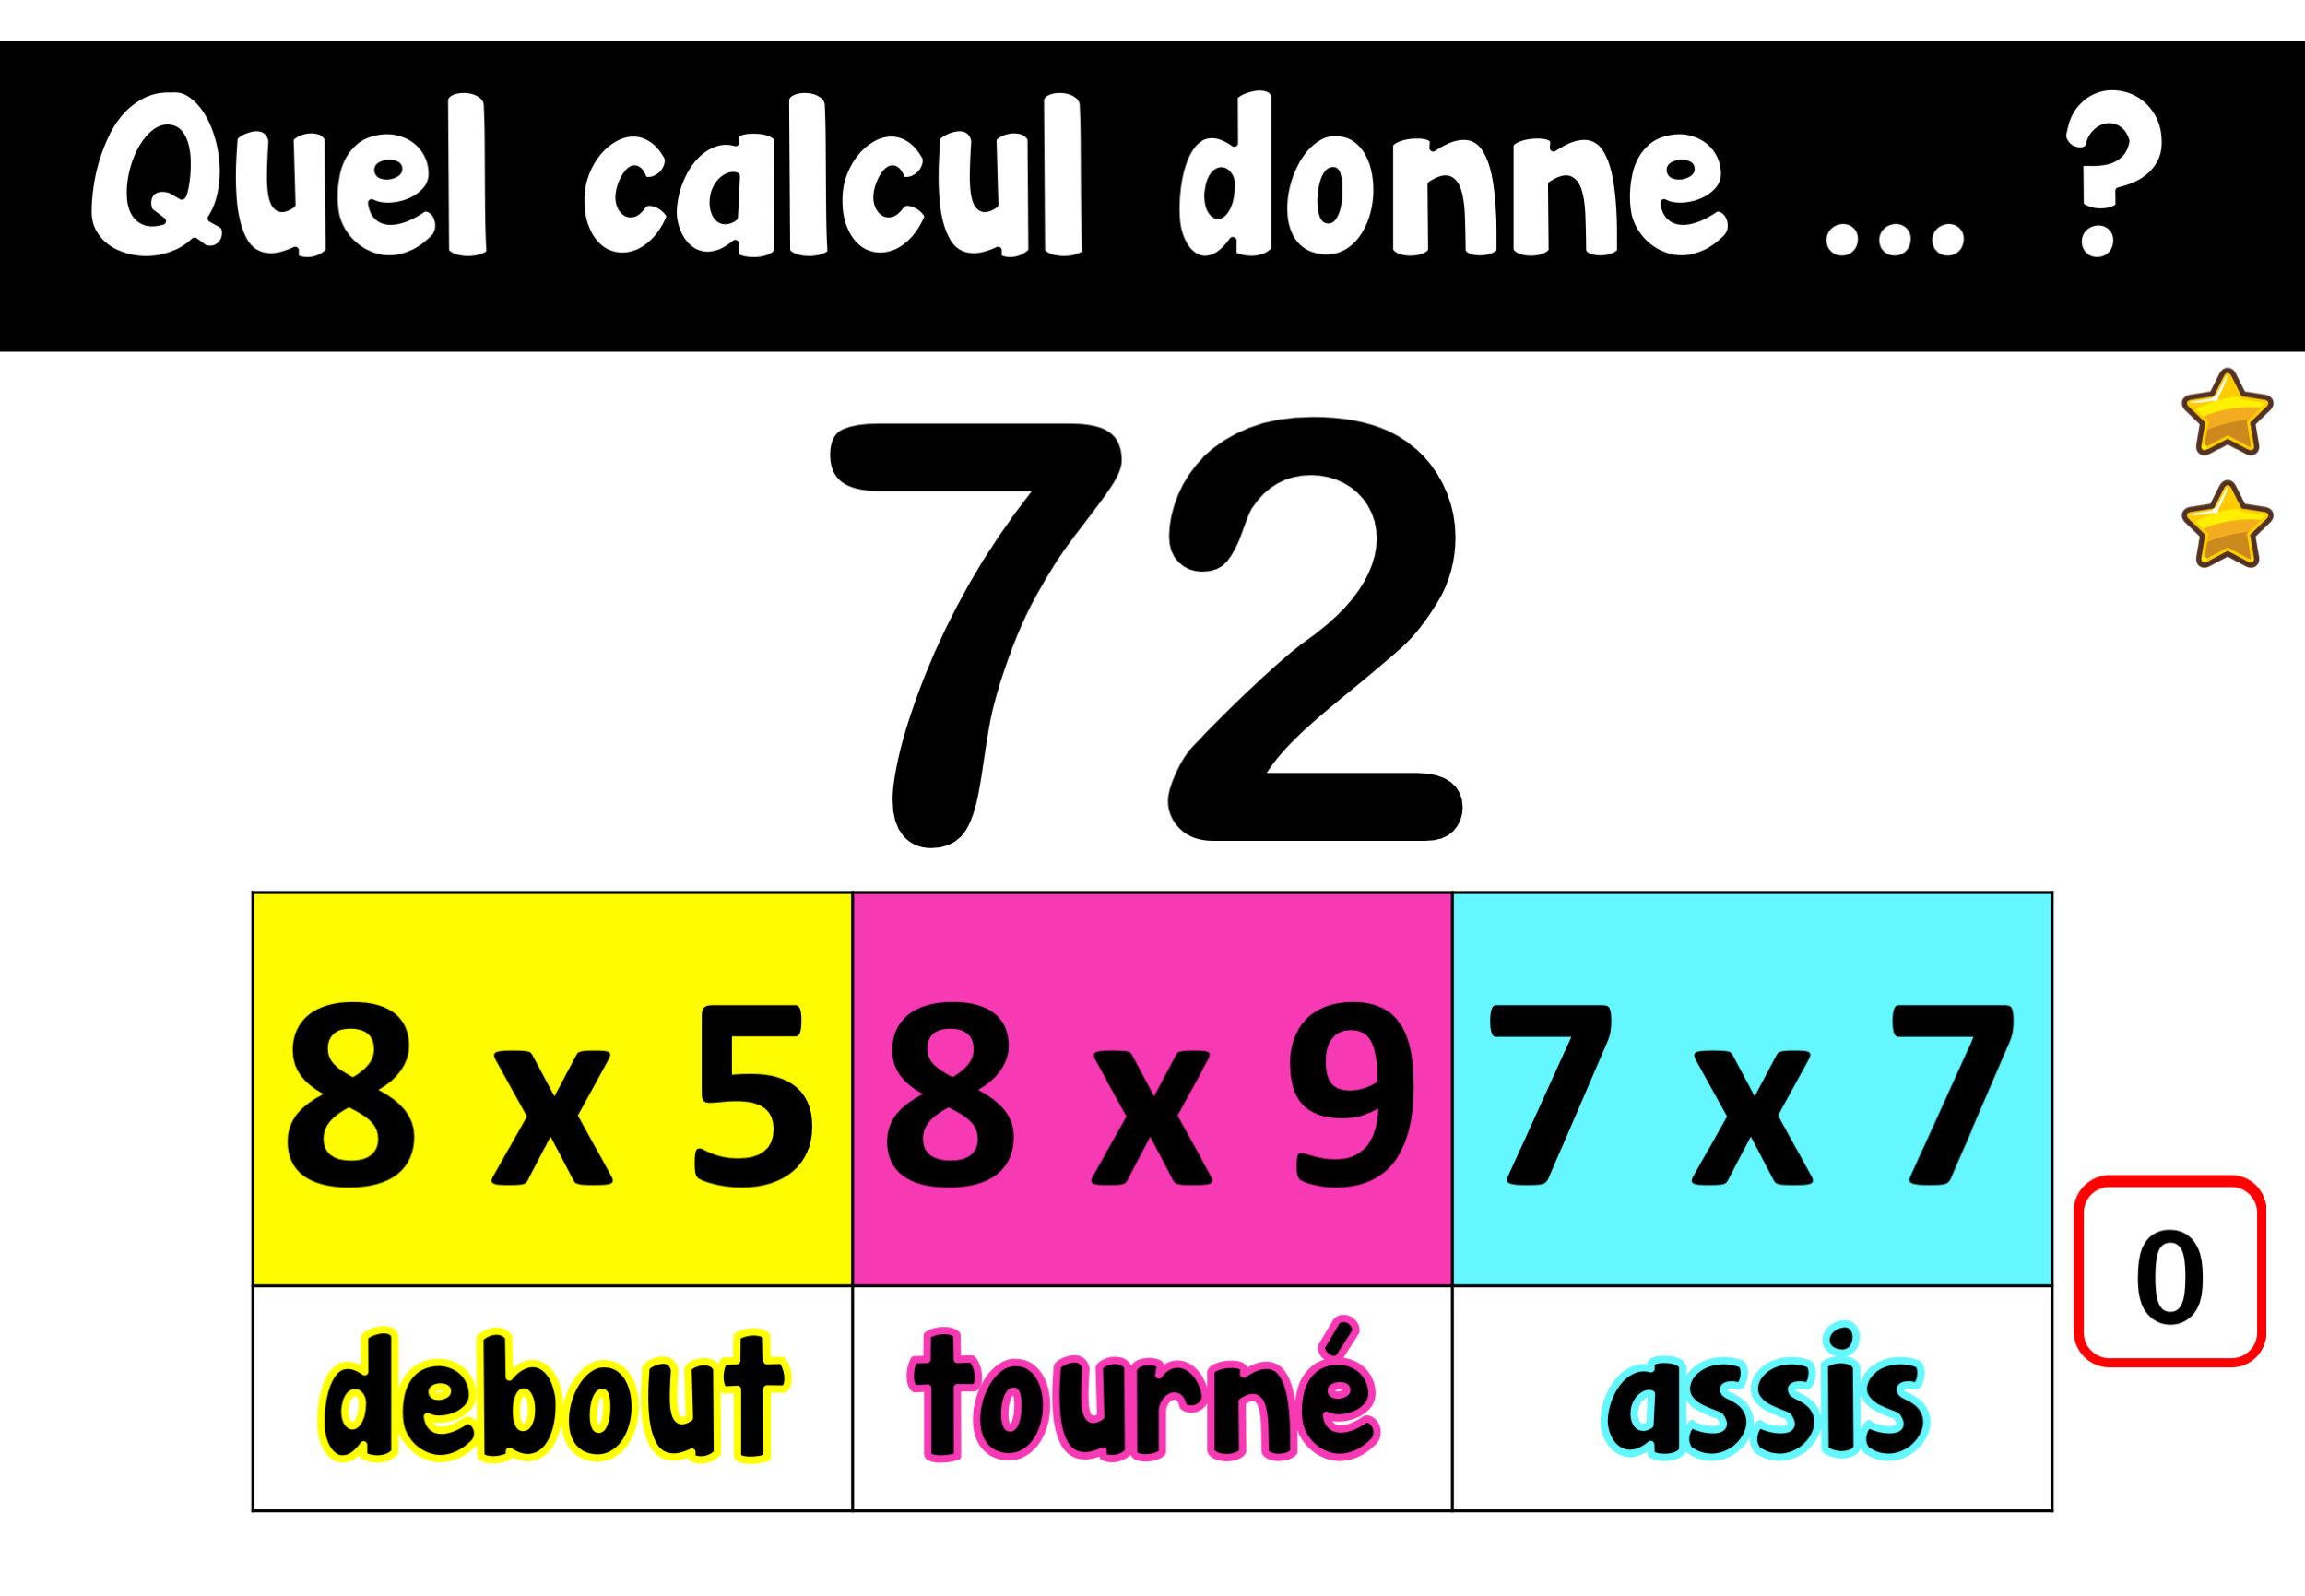 Quel calcul donne ... ?
72
8 x 5 8 x 9 7 x 7
0
debout tourné assis